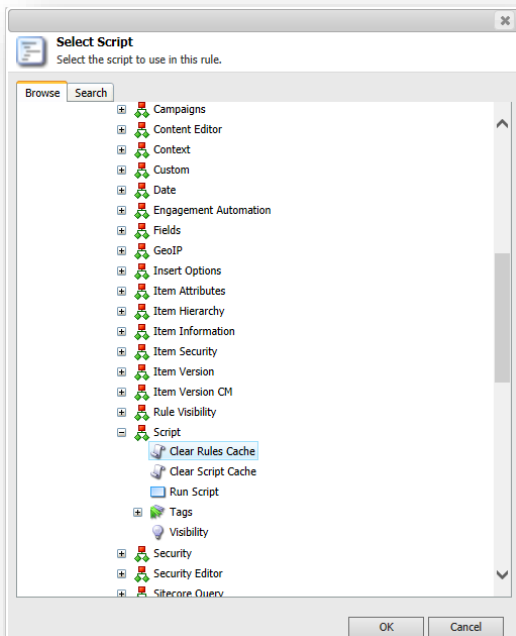 Select Script
Select the script to use in this rule.
Browse Search
Campaigns
Content Editor
Context
Custom
Date
Engagement Automation
Fields
GeoIP
Insert Options
Item Attributes
Item Hierarchy
Item Information
Item Security
Item Version
Item Version CM
Rule Visibility
Script
Clear Rules Cache
Clear Script Cache
Run Script
Tags
Visibility
Security
Security Editor
Sitecore Query
OK Cancel